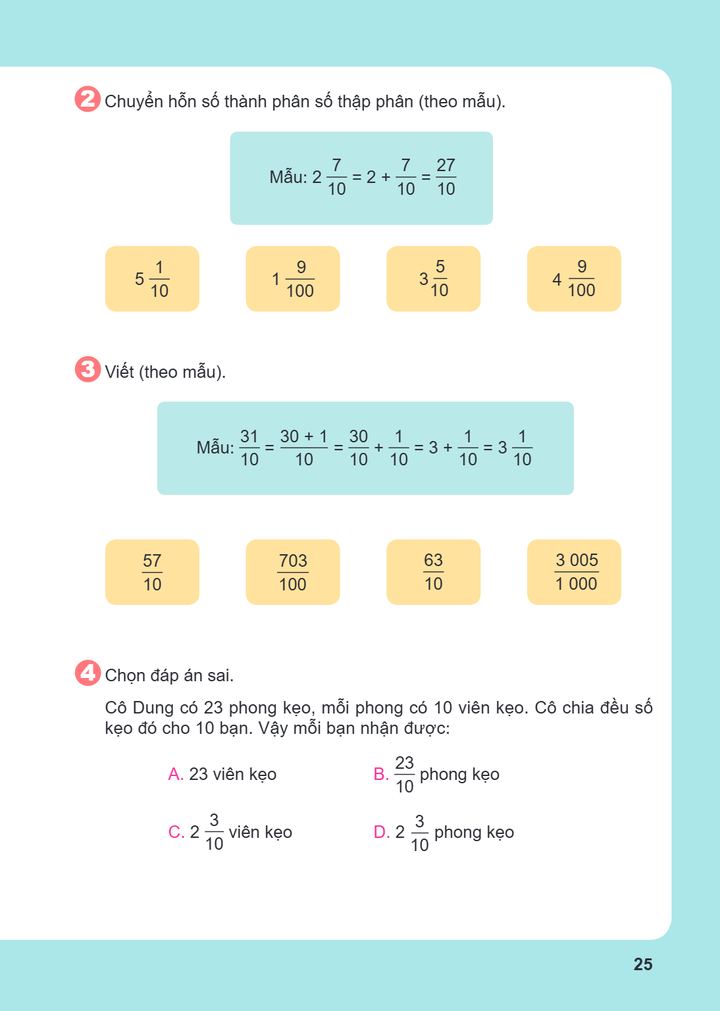 2 Chuyển hỗn số thành phân số thập phân (theo mẫu).
Mẫu: 2 7/10 = 2 + 7/10 = 27/10
5 1/10   1 9/100   3 5/10   4 9/100
3 Viết (theo mẫu).
Mẫu: 31/10 = 30 + 1/10 = 30/10 + 1/10 = 3 + 1/10 = 3 1/10
57/10   703/100   63/10   3 005/1 000
4 Chọn đáp án sai.
Cô Dung có 23 phong kẹo, mỗi phong có 10 viên kẹo. Cô chia đều số
kẹo đó cho 10 bạn. Vậy mỗi bạn nhận được:
A. 23 viên kẹo   B. 23/10 phong kẹo
C. 2 3/10 viên kẹo   D. 2 3/10 phong kẹo
25